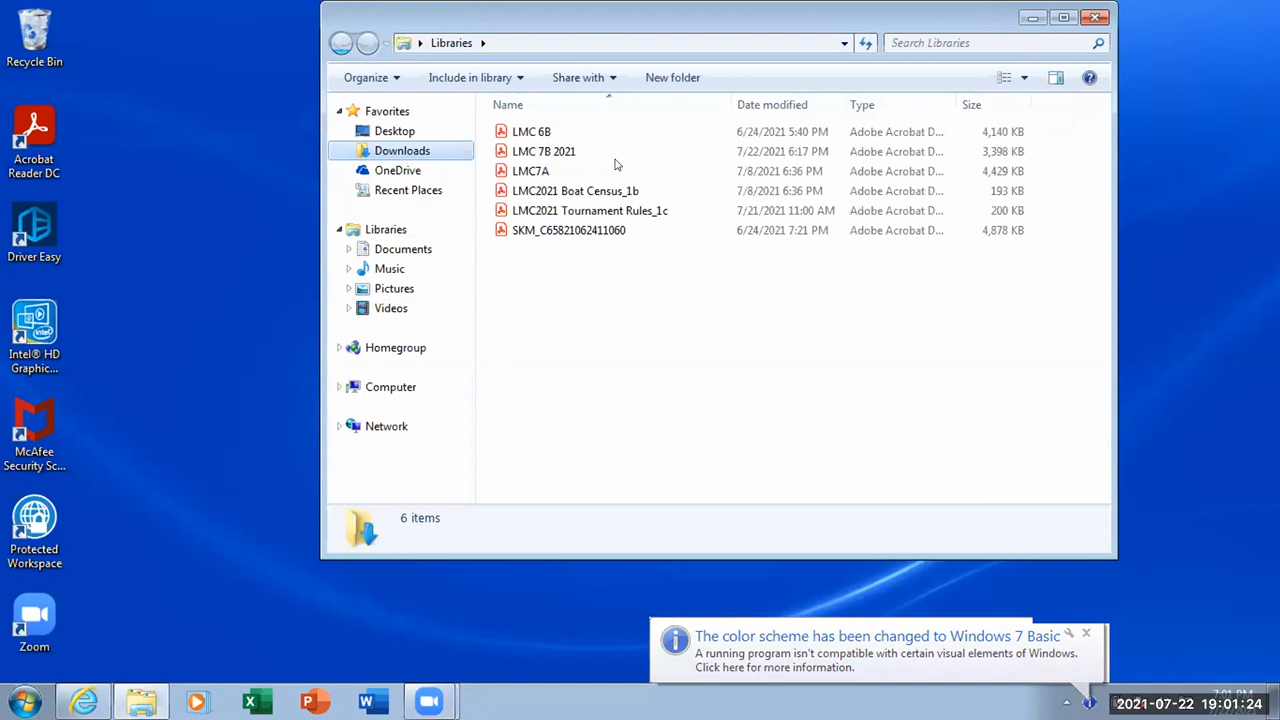 Recycle Bin
Acrobat
Reader DC
Driver Easy
Intel® HD
Graphic...
McAfee
Security Sc...
Protected
Workspace
Zoom
Libraries
Search Libraries
Organize
Include in library
Share with
New folder
Favorites
Desktop
Downloads
OneDrive
Recent Places
Libraries
Documents
Music
Pictures
Videos
Homegroup
Computer
Network
Name Date modified Type Size
LMC 6B 6/24/2021 5:40 PM Adobe Acrobat D... 4,140 KB
LMC 7B 2021 7/22/2021 6:17 PM Adobe Acrobat D... 3,398 KB
LMC7A 7/8/2021 6:36 PM Adobe Acrobat D... 4,429 KB
LMC2021 Boat Census_1b 7/8/2021 6:36 PM Adobe Acrobat D... 193 KB
LMC2021 Tournament Rules_1c 7/21/2021 11:00 AM Adobe Acrobat D... 200 KB
SKM_C65821062411060 6/24/2021 7:21 PM Adobe Acrobat D... 4,878 KB
6 items
The color scheme has been changed to Windows 7 Basic
A running program isn't compatible with certain visual elements of Windows.
Click here for more information.
7:01 PM
2021-07-22 19:01:24